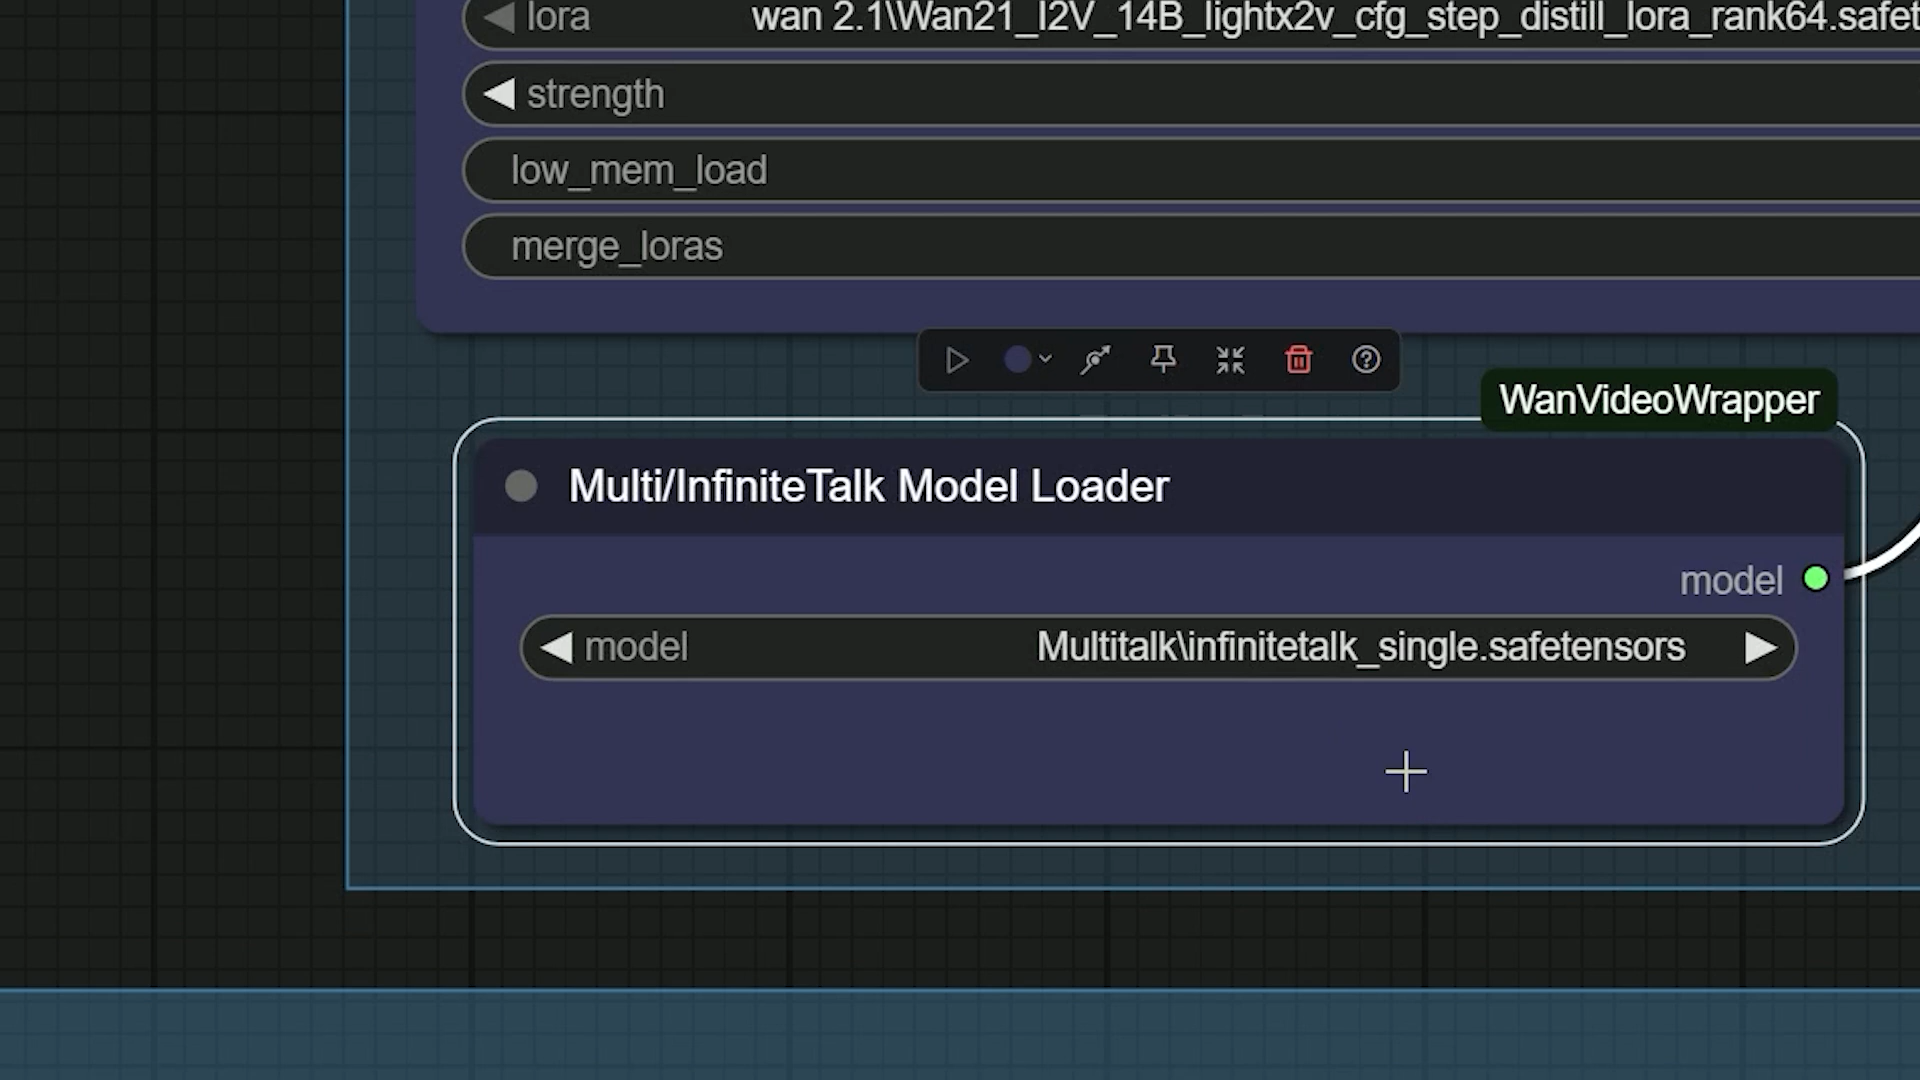 lora wan 2.1\Wan21_I2V_14B_lightx2v_cfg_step_distill_lora_rank64.safet
strength
low_mem_load
merge_loras
WanVideoWrapper
Multi/InfiniteTalk Model Loader
model
model Multitalk\infinitetalk_single.safetensors